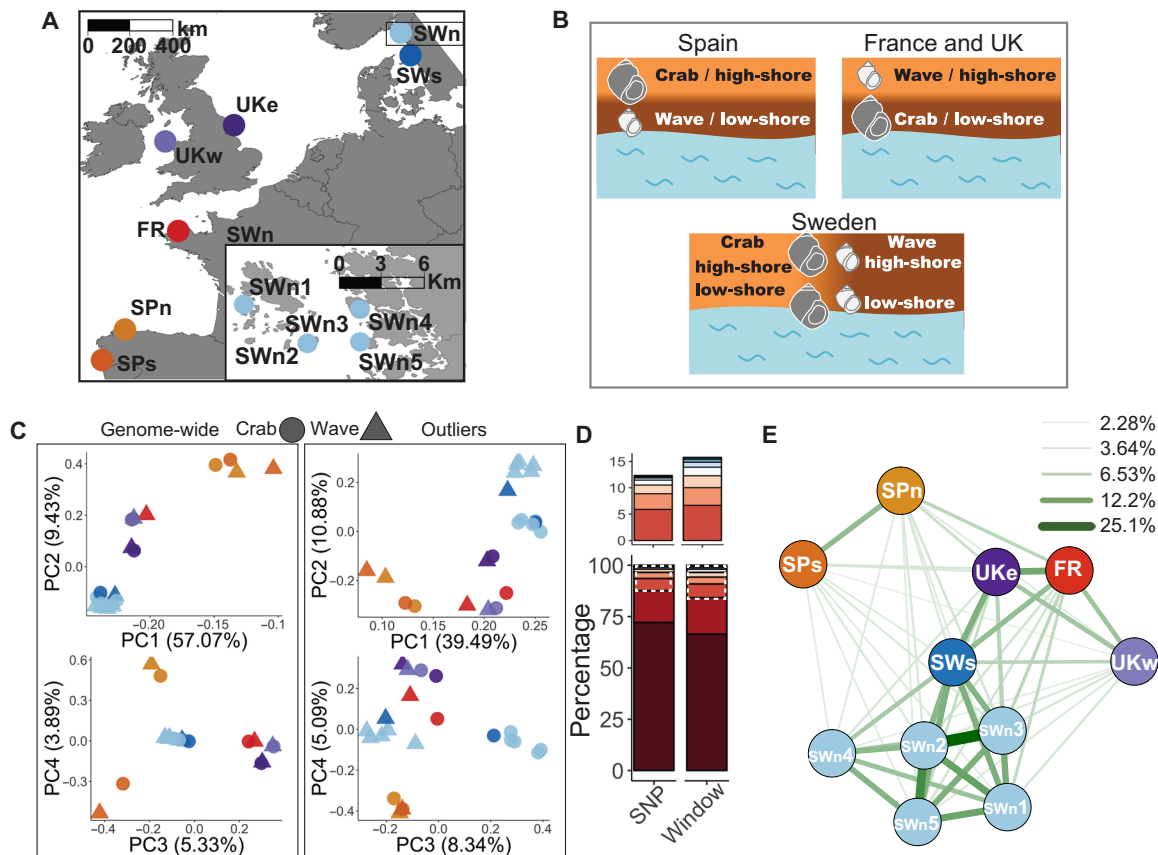 A
km
0 200 400
SWn
SWs
UKe
UKw
FR
SWn
0 3 6
Km
SWn1
SWn3
SWn4
SWn2
SWn5
SPn
SPs
B
Spain
Crab / high-shore
Wave / low-shore
France and UK
Wave / high-shore
Crab / low-shore
Sweden
Crab
high-shore
low-shore
Wave
high-shore
low-shore
C
Genome-wide Crab Wave Outliers
PC2 (9.43%)
0.4
0.2
0.0
−0.20 −0.15 −0.1
PC1 (57.07%)
PC2 (10.88%)
0.2
0.0
−0.2
0.10 0.15 0.20 0.25
PC1 (39.49%)
PC4 (3.89%)
0.6
0.3
0.0
−0.3
−0.2 0.0 0.2
PC3 (5.33%)
PC4 (5.09%)
0.2
0.0
−0.2
−0.4
−0.2 0.0 0.2 0.4
PC3 (8.34%)
D
15
10
5
0
Percentage
100
75
50
25
0
SNP
Window
E
2.28%
3.64%
6.53%
12.2%
25.1%
SPn
SPs
UKe
FR
SWs
UKw
SWn4
SWn2
SWn3
SWn5
SWn1